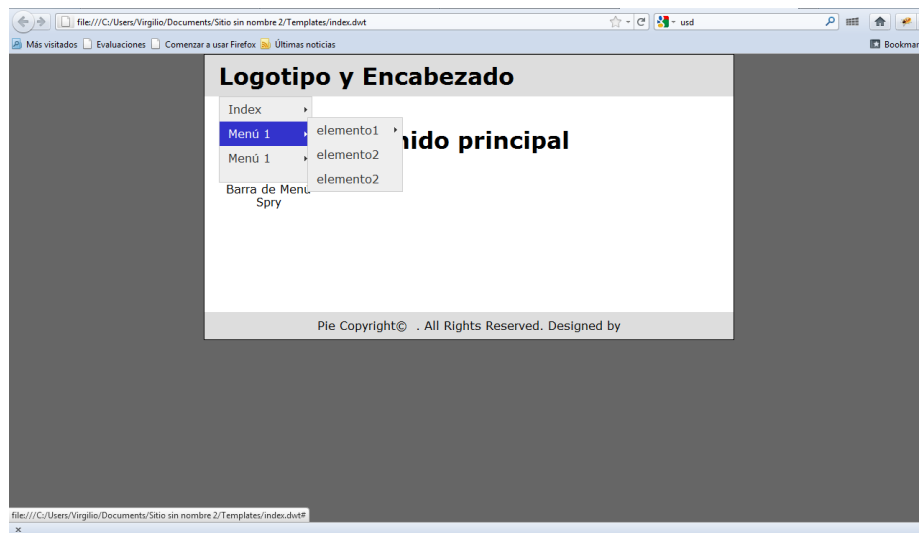 file:///C:/Users/Virgilio/Documents/Sitio sin nombre 2/Templates/index.dwt
usd
Más visitados Evaluaciones Comenzar a usar Firefox Últimas noticias
Logotipo y Encabezado
Index
Menú 1
elemento1
nido principal
Menú 1
elemento2
elemento2
Barra de Menú
Spry
Pie Copyright© . All Rights Reserved. Designed by
file:///C:/Users/Virgilio/Documents/Sitio sin nombre 2/Templates/index.dwt#